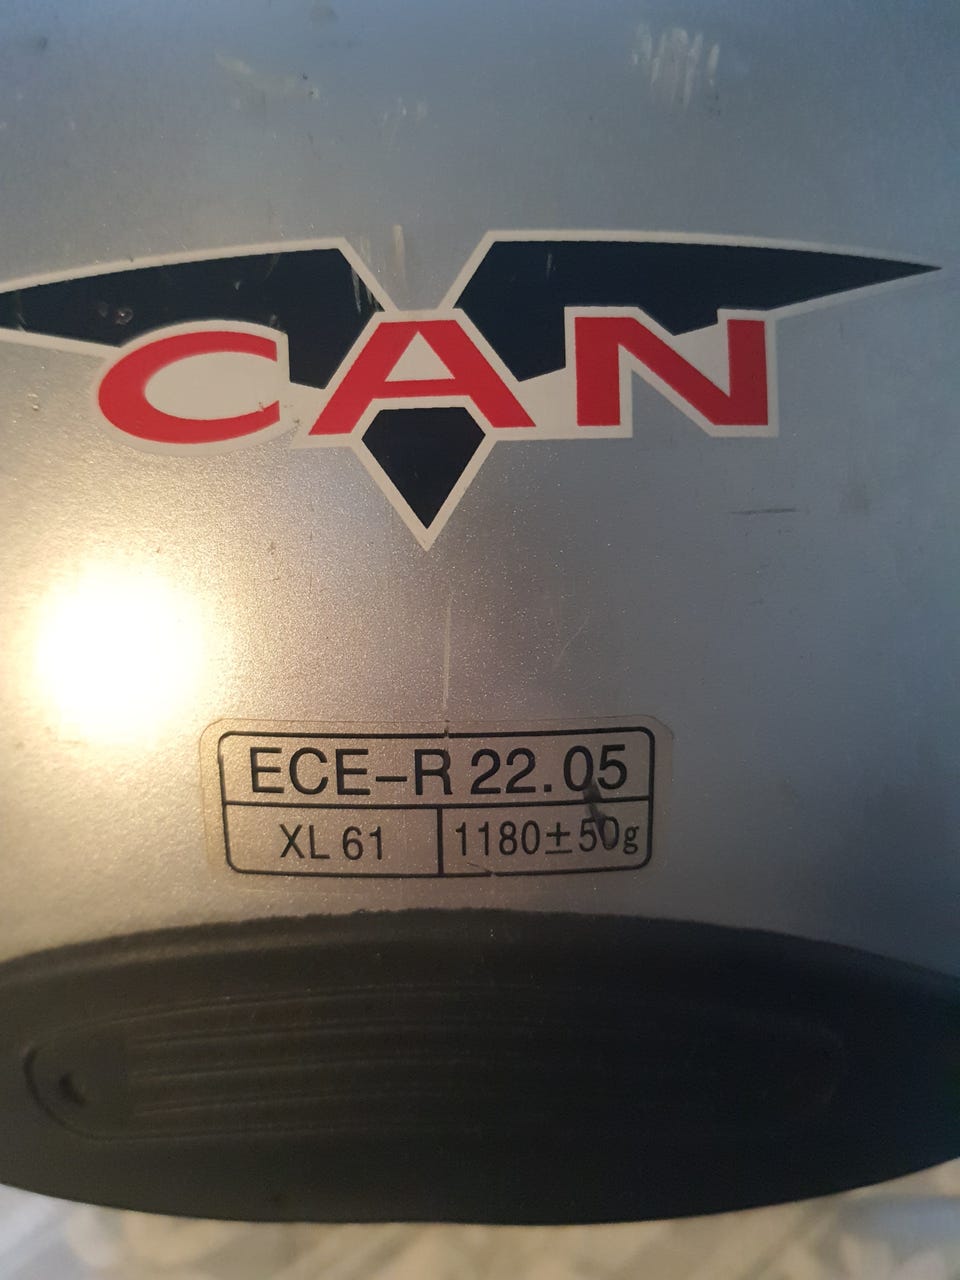 CAN
ECE-R 22.05
XL 61
1180±50g